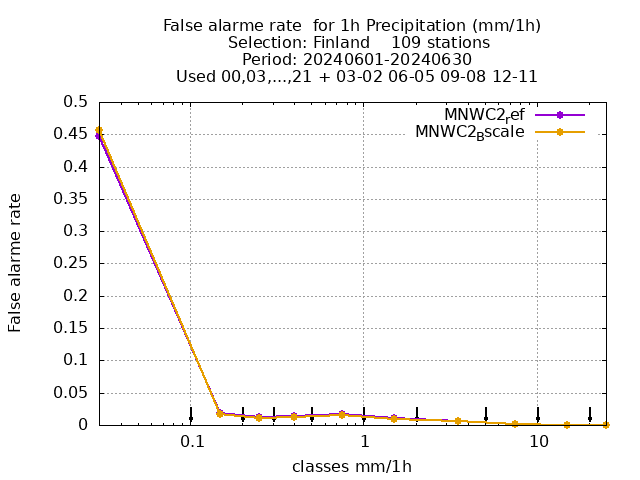 False alarme rate  for 1h Precipitation (mm/1h)
Selection: Finland    109 stations
Period: 20240601-20240630
Used 00,03,...,21 + 03-02 06-05 09-08 12-11
MNWC2ref
MNWC2Bscale
0.5
0.45
0.4
0.35
0.3
0.25
0.2
0.15
0.1
0.05
0
False alarme rate
0.1 1 10
classes mm/1h